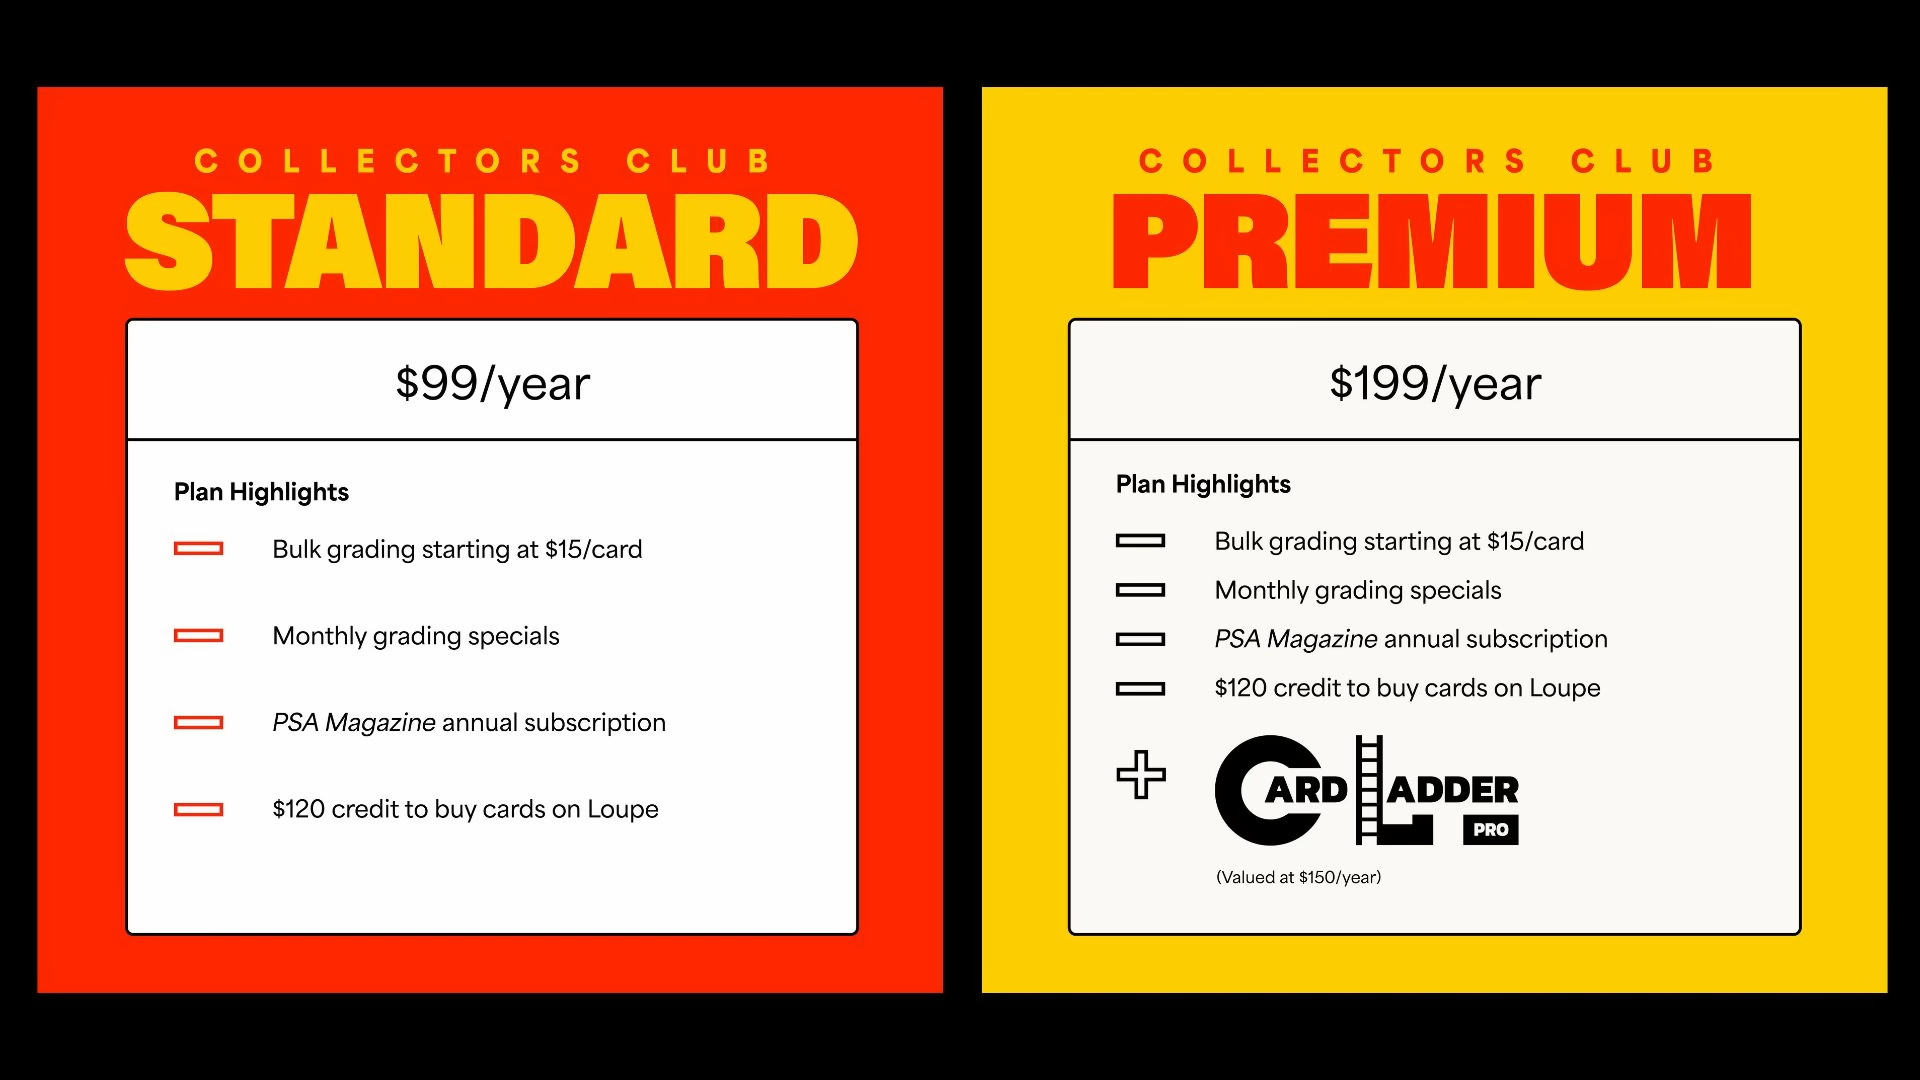 COLLECTORS CLUB
STANDARD
$99/year
Plan Highlights
Bulk grading starting at $15/card
Monthly grading specials
PSA Magazine annual subscription
$120 credit to buy cards on Loupe
COLLECTORS CLUB
PREMIUM
$199/year
Plan Highlights
Bulk grading starting at $15/card
Monthly grading specials
PSA Magazine annual subscription
$120 credit to buy cards on Loupe
CARD LADDER
PRO
(Valued at $150/year)